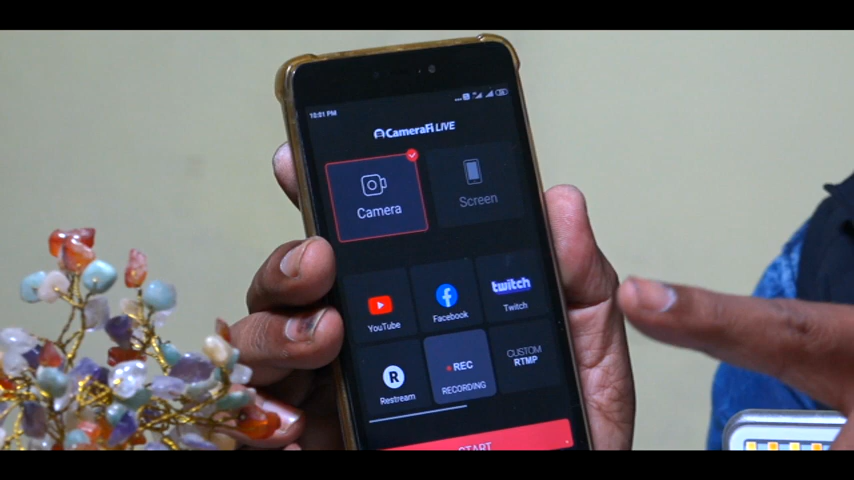 10:01 PM
CameraFi LIVE
Camera
Screen
YouTube
Facebook
twitch
Twitch
R
Restream
REC
RECORDING
CUSTOM
RTMP
START